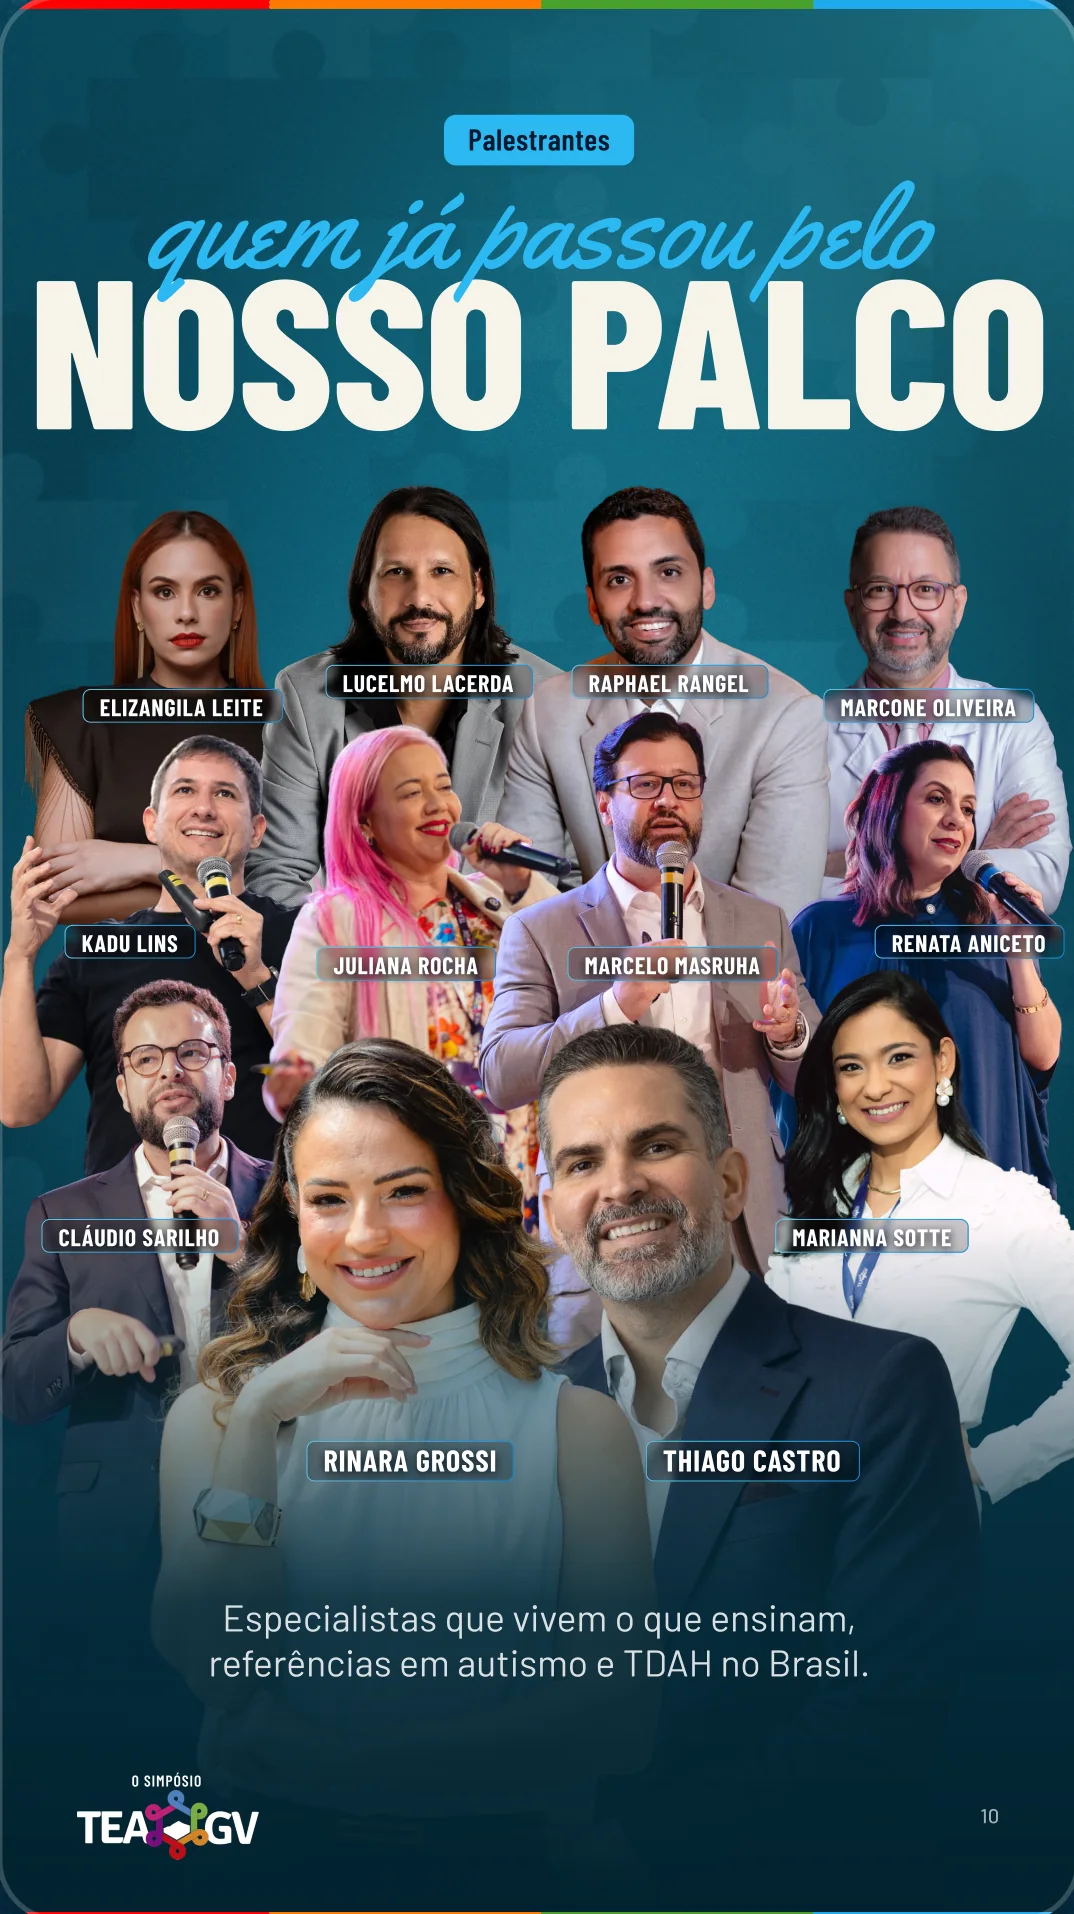 Palestrantes
quem já passou pelo
NOSSO PALCO
ELIZANGILA LEITE
LUCELMO LACERDA
RAPHAEL RANGEL
MARCONE OLIVEIRA
KADU LINS
JULIANA ROCHA
MARCELO MASRUHA
RENATA ANICETO
CLÁUDIO SARILHO
MARIANNA SOTTE
RINARA GROSSI
THIAGO CASTRO
Especialistas que vivem o que ensinam,
referências em autismo e TDAH no Brasil.
O SIMPÓSIO
TEA GV
10